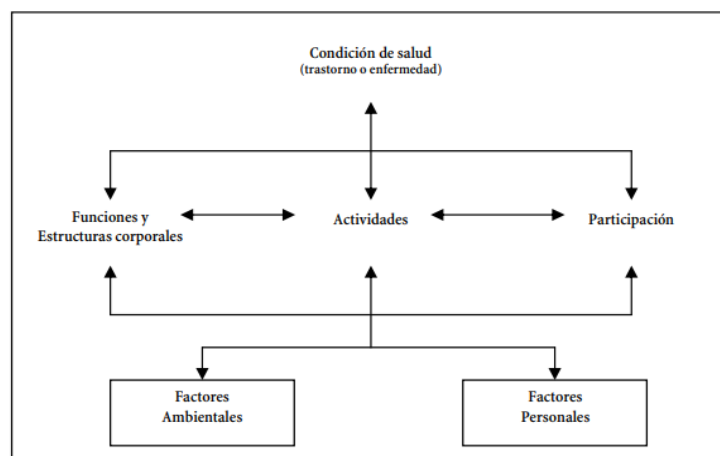 Condición de salud
(trastorno o enfermedad)
Funciones y
Estructuras corporales
Actividades
Participación
Factores
Ambientales
Factores
Personales